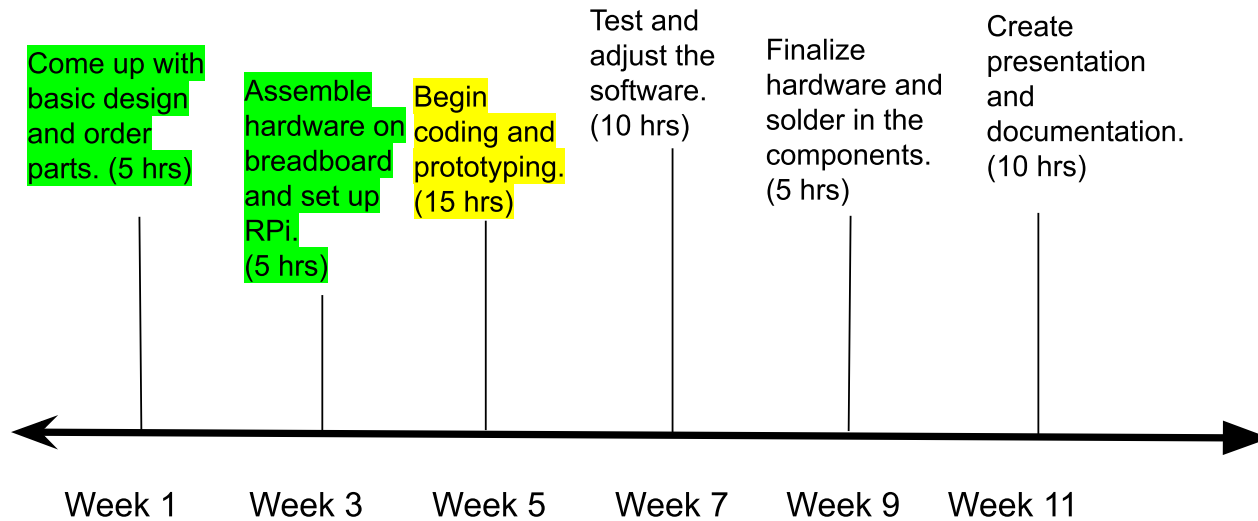 Come up with
basic design
and order
parts. (5 hrs)
Assemble
hardware on
breadboard
and set up
RPi.
(5 hrs)
Begin
coding and
prototyping.
(15 hrs)
Test and
adjust the
software.
(10 hrs)
Finalize
hardware and
solder in the
components.
(5 hrs)
Create
presentation
and
documentation.
(10 hrs)
Week 1
Week 3
Week 5
Week 7
Week 9
Week 11